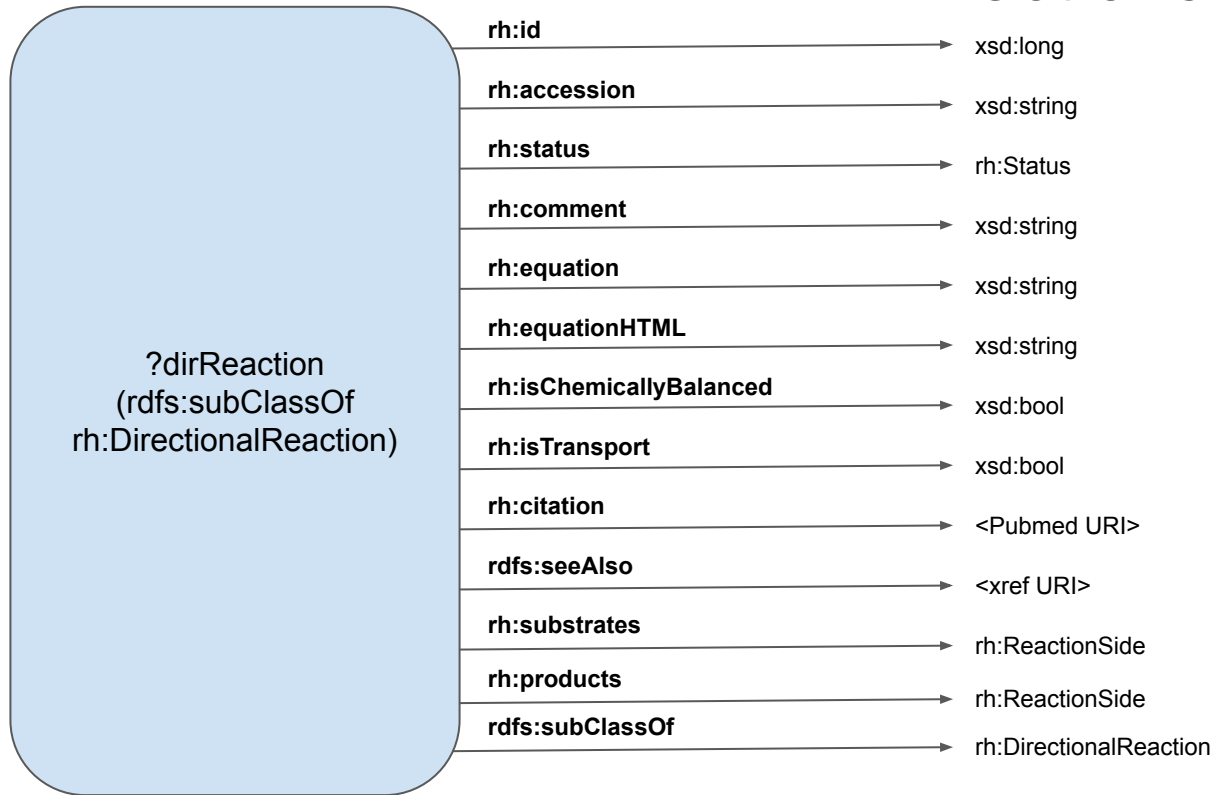 rh:id
xsd:long
rh:accession
xsd:string
rh:status
rh:Status
rh:comment
xsd:string
rh:equation
xsd:string
rh:equationHTML
xsd:string
?dirReaction
(rdfs:subClassOf
rh:DirectionalReaction)
rh:isChemicallyBalanced
xsd:bool
rh:isTransport
xsd:bool
rh:citation
<Pubmed URI>
rdfs:seeAlso
<xref URI>
rh:substrates
rh:ReactionSide
rh:products
rh:ReactionSide
rdfs:subClassOf
rh:DirectionalReaction